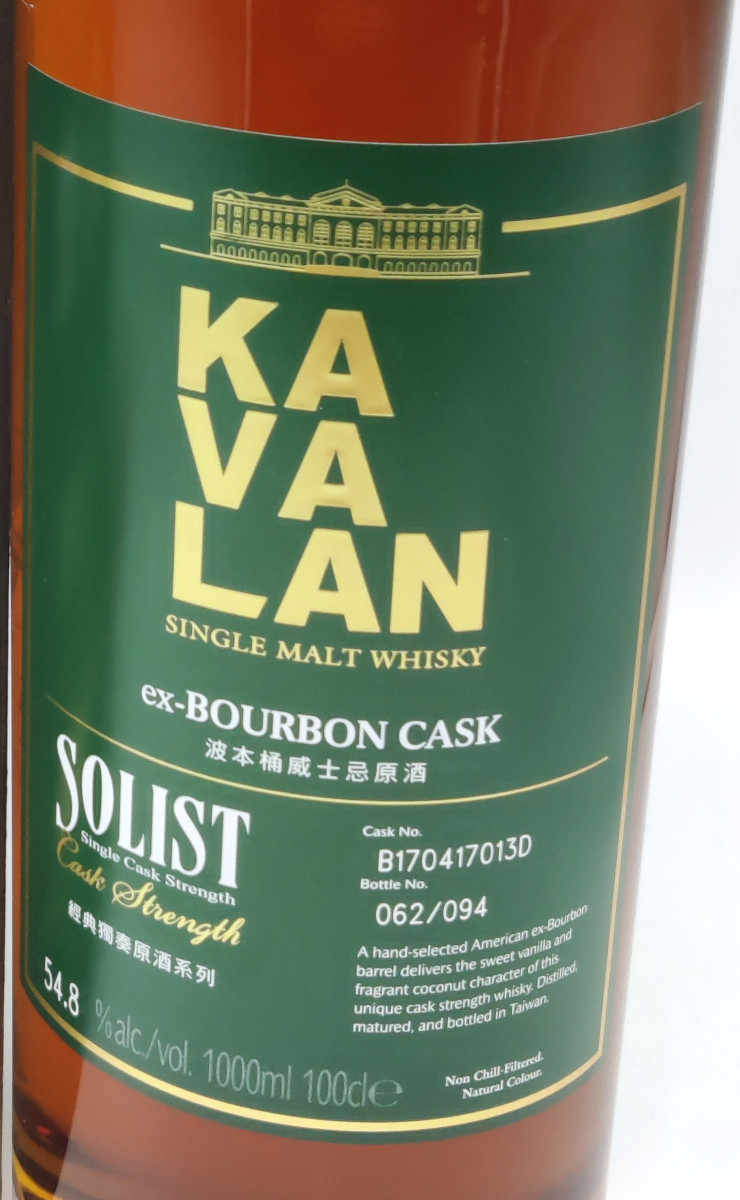 KA
VA
LAN
SINGLE MALT WHISKY
ex-BOURBON CASK
波本桶威士忌原酒
SOLIST
Single Cask Strength
Cask Strength
經典獨奏原酒系列
54.8 %alc./vol. 1000ml 100cl e
Cask No.
B170417013D
Bottle No.
062/094
A hand-selected American ex-Bourbon
barrel delivers the sweet vanilla and
fragrant coconut character of this
unique cask strength whisky. Distilled,
matured, and bottled in Taiwan.
Non Chill-Filtered.
Natural Colour.